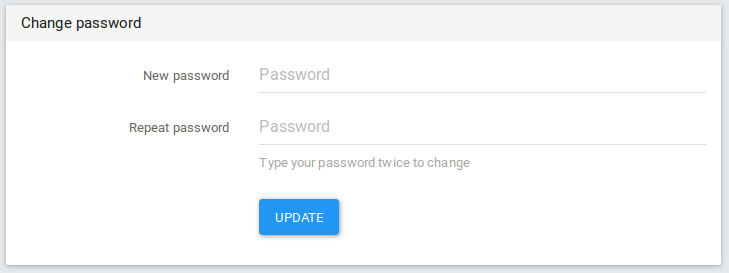 Change password
New password
Password
Repeat password
Password
Type your password twice to change
UPDATE